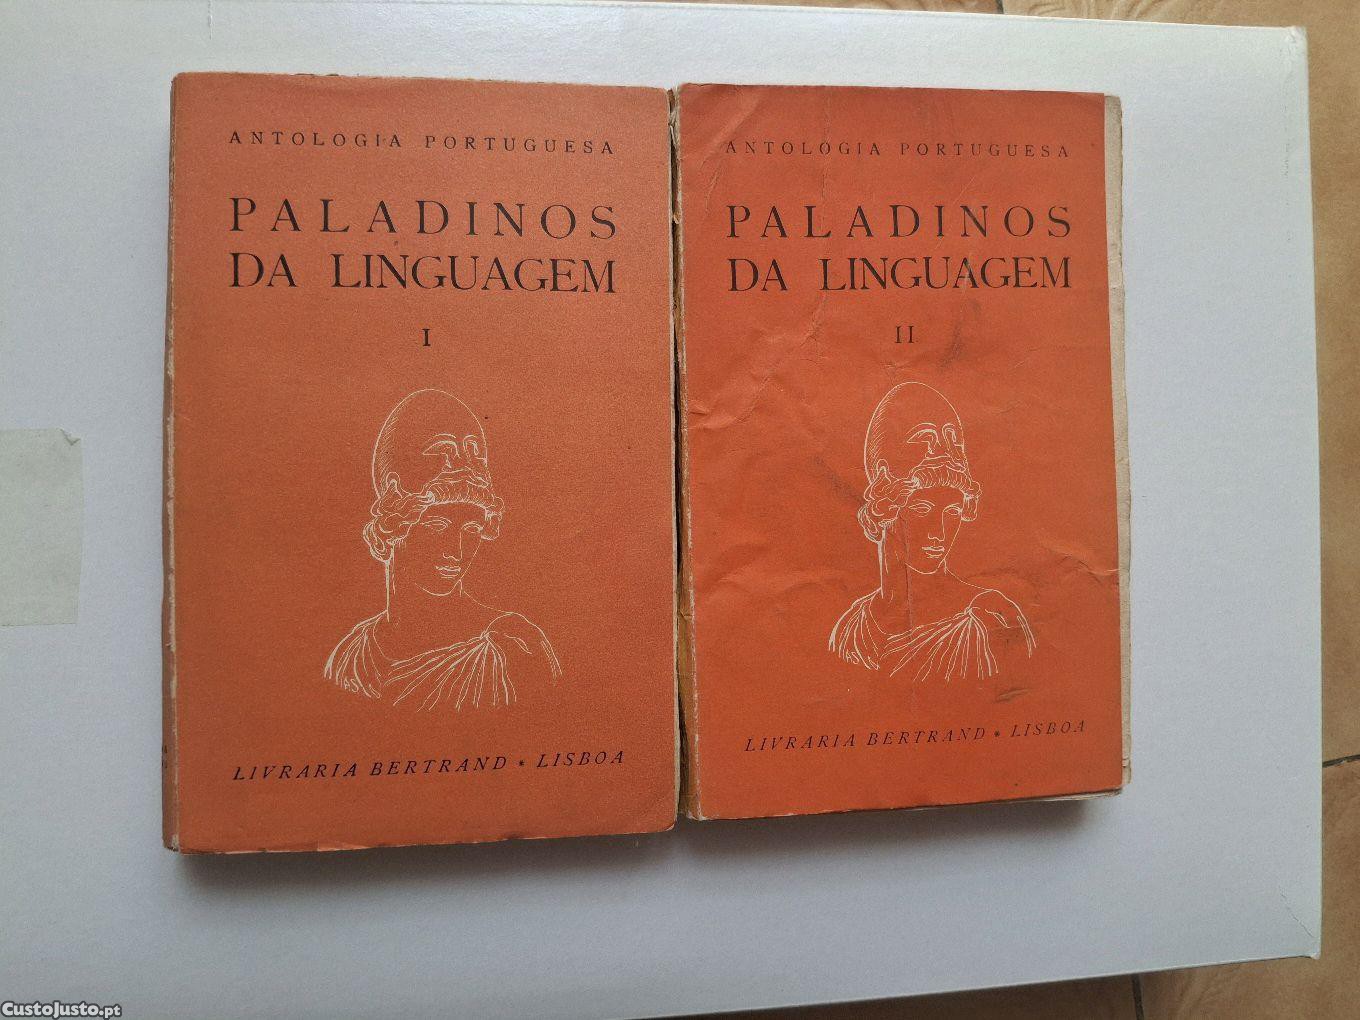 ANTOLOGIA PORTUGUESA
PALADINOS
DA LINGUAGEM
I
LIVRARIA BERTRAND * LISBOA
ANTOLOGIA PORTUGUESA
PALADINOS
DA LINGUAGEM
II
LIVRARIA BERTRAND * LISBOA
CustoJusto.pt